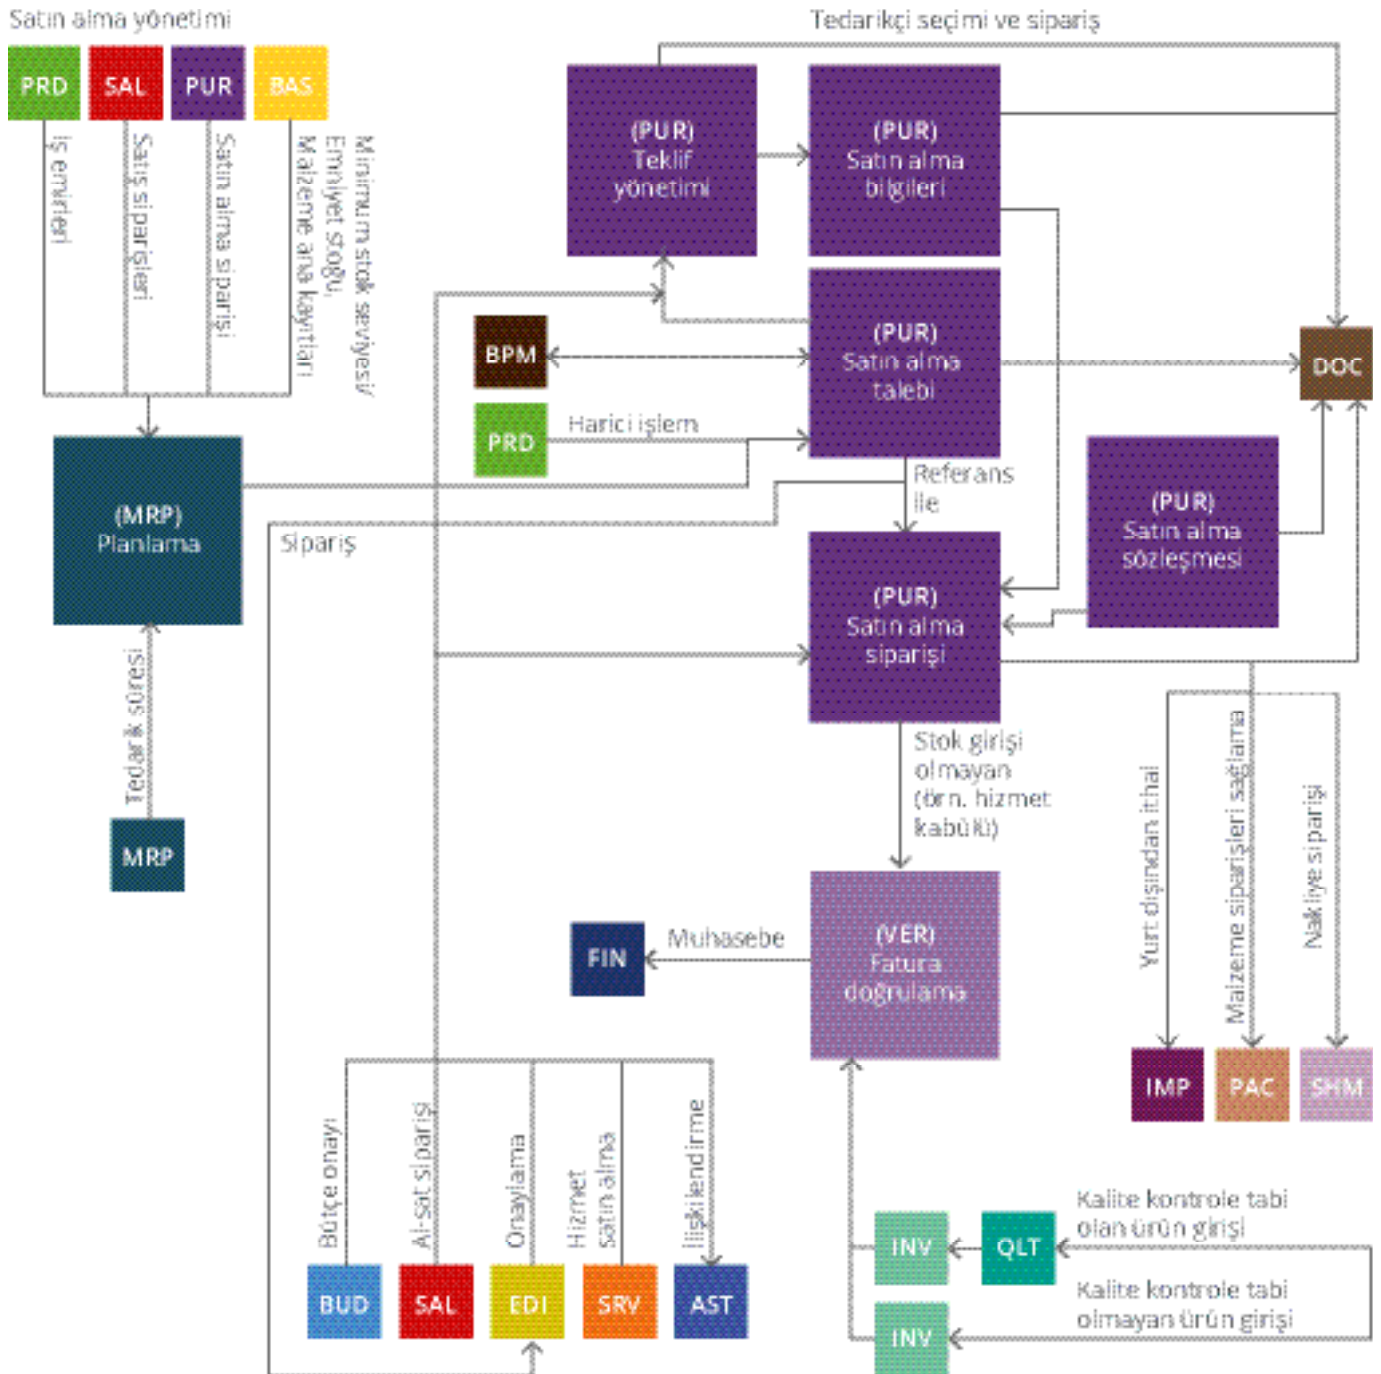 Satın alma yönetimi
Tedarikçi seçimi ve sipariş
PRD
SAL
PUR
BAS
İş emirleri
Satış siparişleri
Satın alma siparişi
Minimum stok seviyesi/
Emniyet stoğu,
Malzeme ana kayıtları
(PUR)
Teklif
yönetimi
(PUR)
Satın alma
bilgileri
BPM
(PUR)
Satın alma
talebi
DOC
PRD
Harici işlem
(MRP)
Planlama
Referans
ile
Sipariş
(PUR)
Satın alma
sözleşmesi
(PUR)
Satın alma
siparişi
Tedarik süresi
MRP
Stok girişi
olmayan
(örn. hizmet
kabülü)
Yurt dışından ithal
Malzeme siparişleri sağlama
Nakliye siparişi
FIN
Muhasebe
(VER)
Fatura
doğrulama
IMP
PAC
SHM
Bütçe onayı
Al-sat siparişi
Onaylama
Hizmet
satın alma
İlişkilendirme
BUD
SAL
EDI
SRV
AST
INV
QLT
Kalite kontrole tabi
olan ürün girişi
INV
Kalite kontrole tabi
olmayan ürün girişi